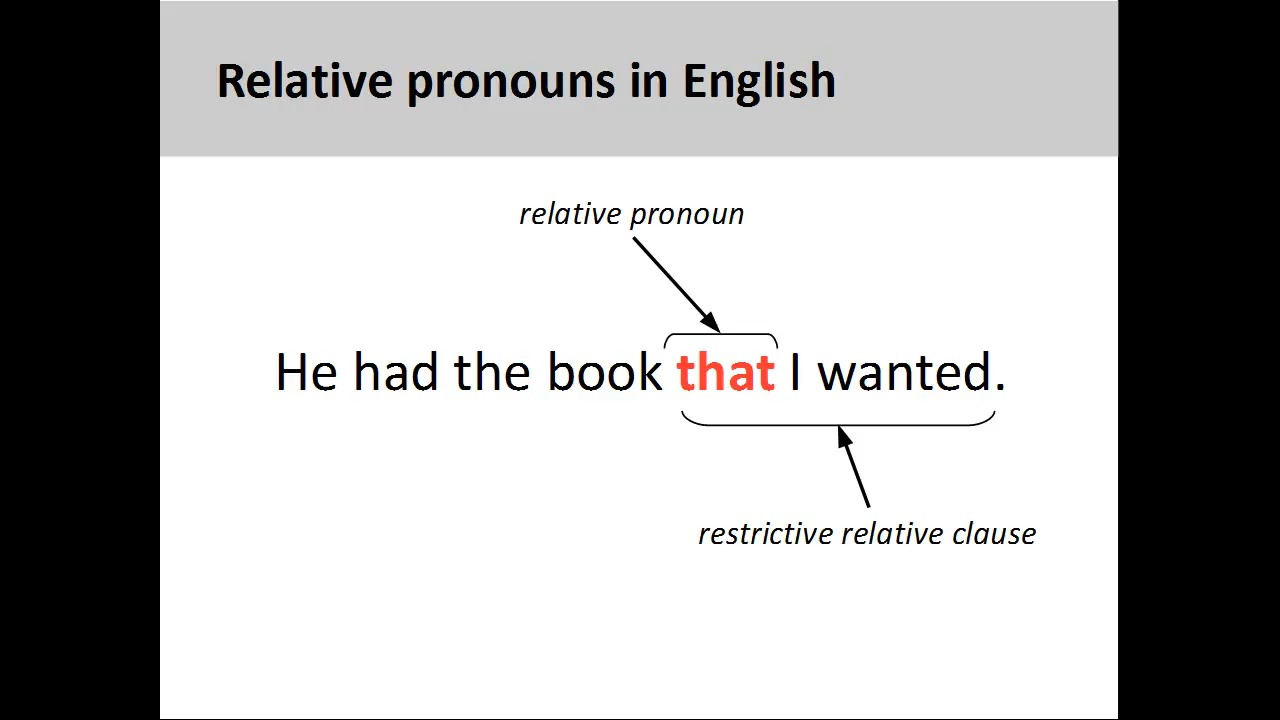 Relative pronouns in English
relative pronoun
He had the book that I wanted.
restrictive relative clause